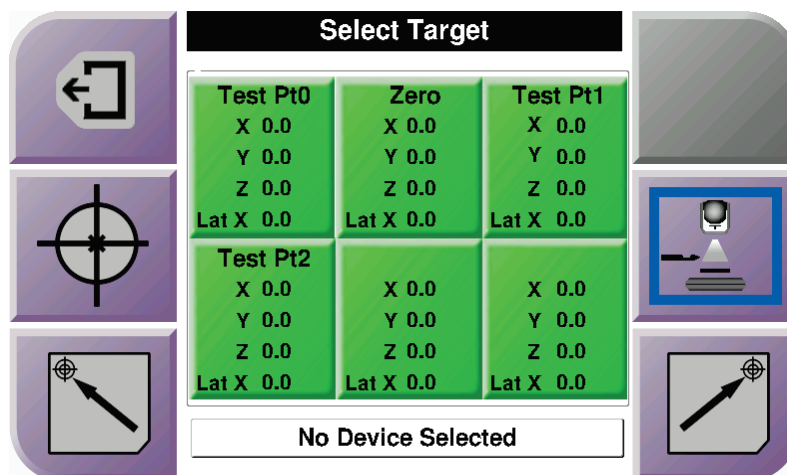 Select Target
Test Pt0 Zero Test Pt1
X 0.0 X 0.0 X 0.0
Y 0.0 Y 0.0 Y 0.0
Z 0.0 Z 0.0 Z 0.0
Lat X 0.0 Lat X 0.0 Lat X 0.0
Test Pt2
X 0.0 X 0.0 X 0.0
Y 0.0 Y 0.0 Y 0.0
Z 0.0 Z 0.0 Z 0.0
Lat X 0.0 Lat X 0.0 Lat X 0.0
No Device Selected